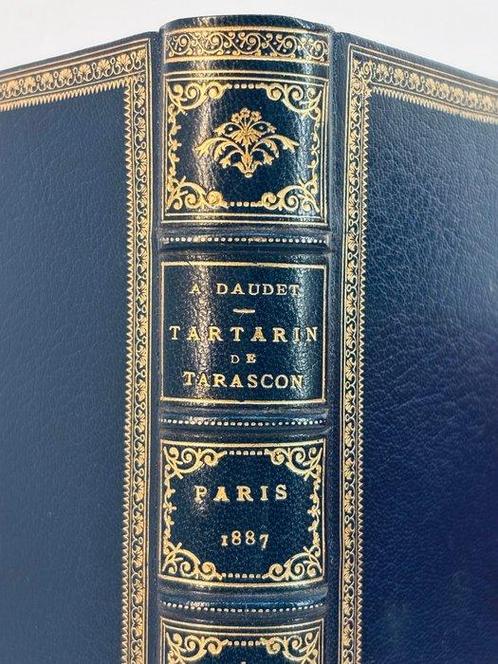 A. DAUDET
TARTARIN
DE
TARASCON
PARIS
1887